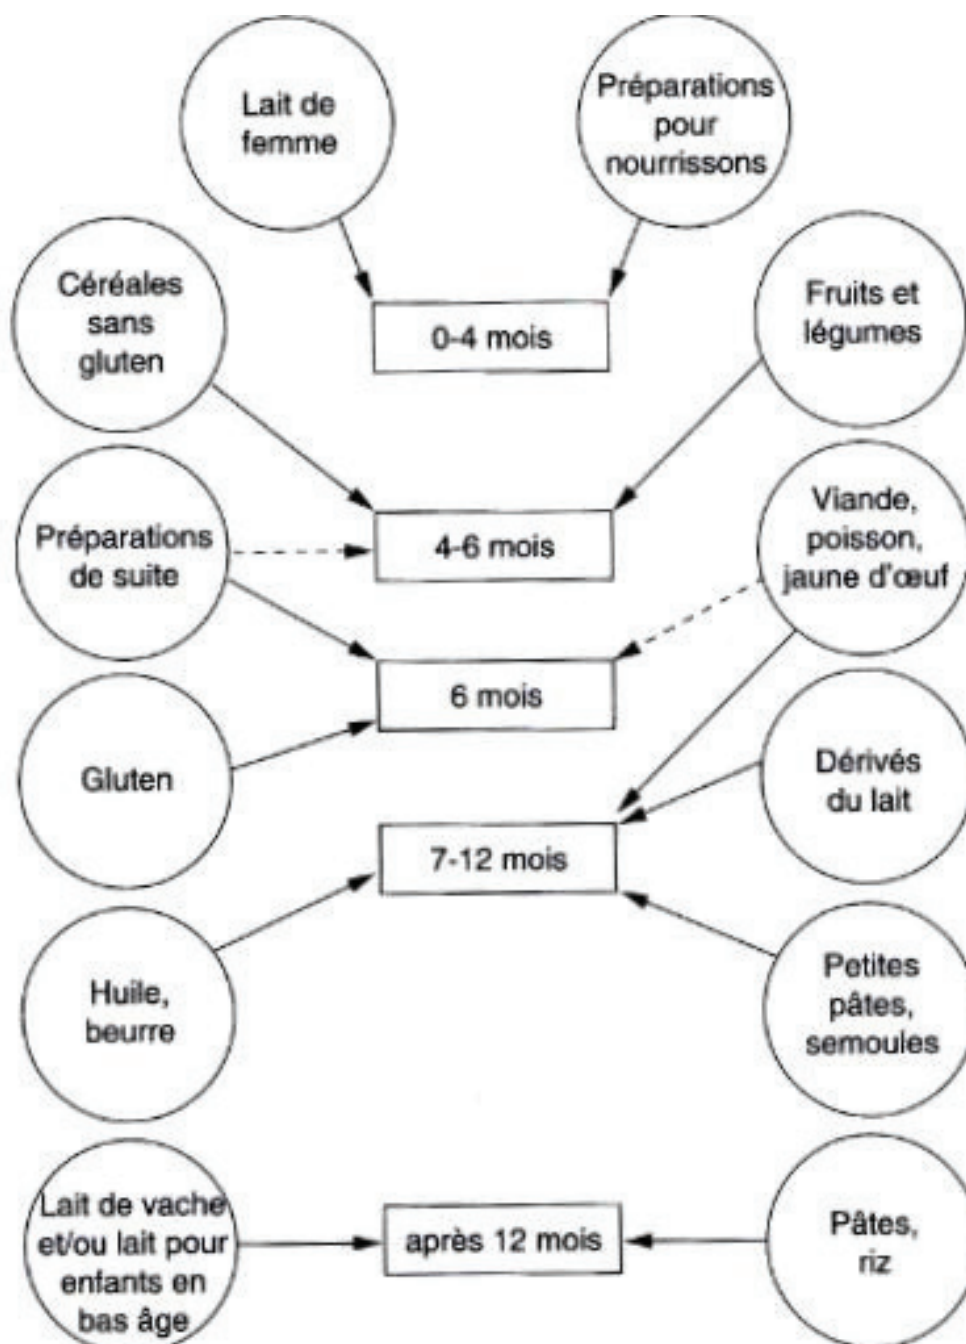 Lait de
femme
Préparations
pour
nourrissons
Céréales
sans
gluten
0-4 mois
Fruits et
légumes
Préparations
de suite
4-6 mois
Viande,
poisson,
jaune d'œuf
6 mois
Gluten
Dérivés
du lait
7-12 mois
Huile,
beurre
Petites
pâtes,
semoules
Lait de vache
et/ou lait pour
enfants en
bas âge
après 12 mois
Pâtes,
riz